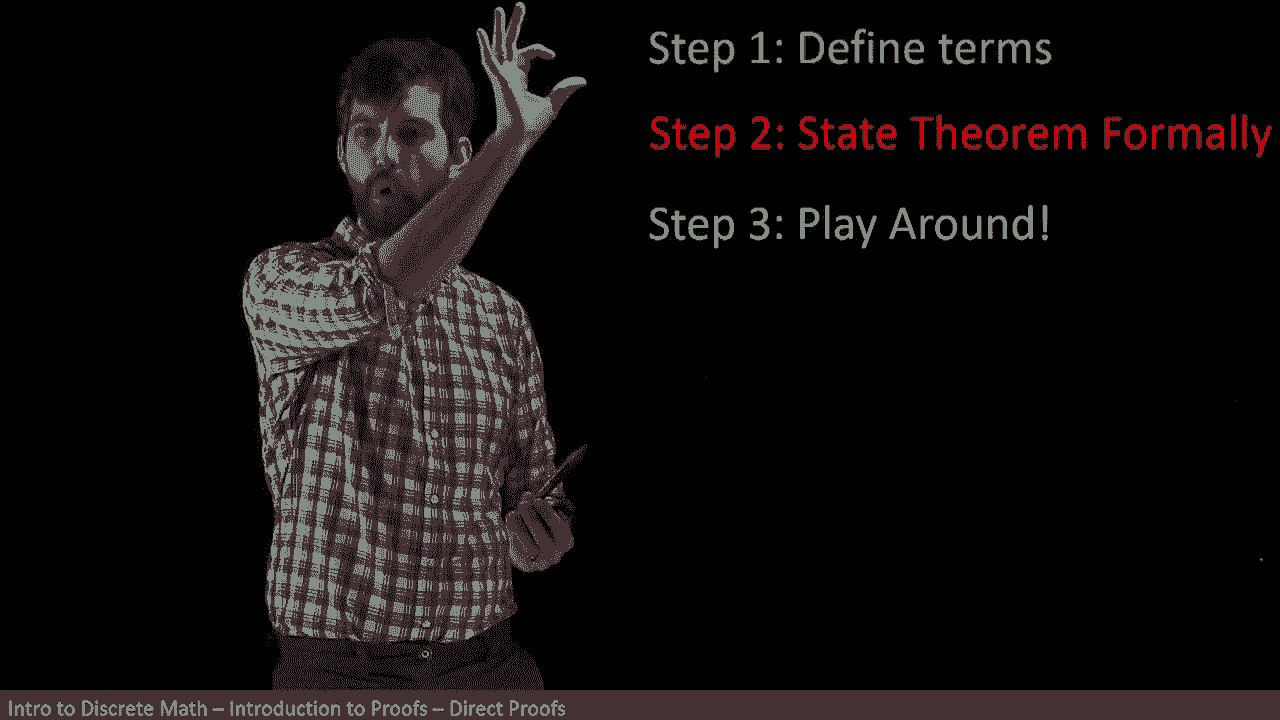 Step 1: Define terms
Step 2: State Theorem Formally
Step 3: Play Around!
Intro to Discrete Math – Introduction to Proofs – Direct Proofs